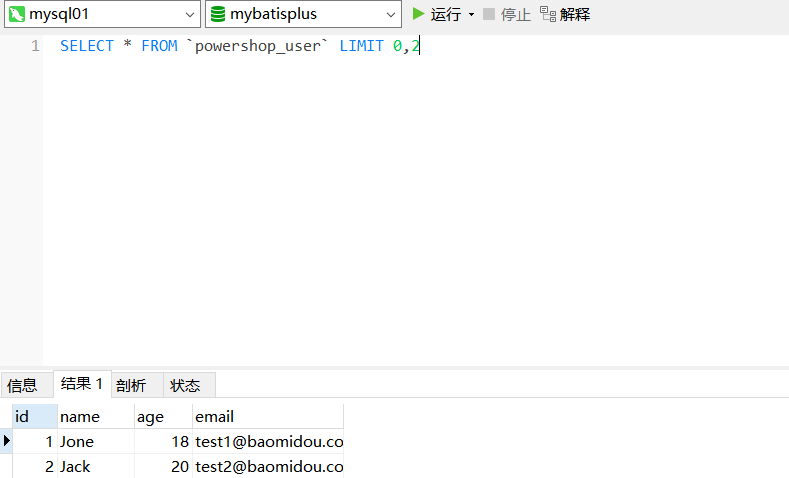 mysql01 mybatisplus 运行 停止 解释
1 SELECT * FROM `powershop_user` LIMIT 0,2
信息 结果 1 剖析 状态
id name age email
1 Jone 18 test1@baomidou.co
2 Jack 20 test2@baomidou.co